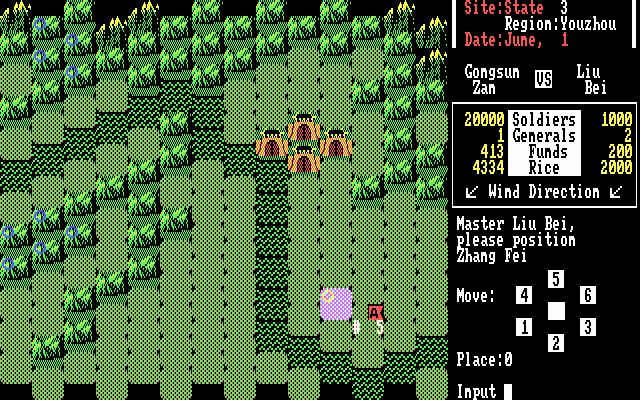 Site:State 3
Region:Youzhou
Date:June, 1
Gongsun Zan VS Liu Bei
20000 Soldiers 1000
1 Generals 2
413 Funds 200
4334 Rice 2000
Wind Direction
Master Liu Bei,
please position
Zhang Fei
5
Move: 4 6
1 3
2
Place:0
Input
A
5